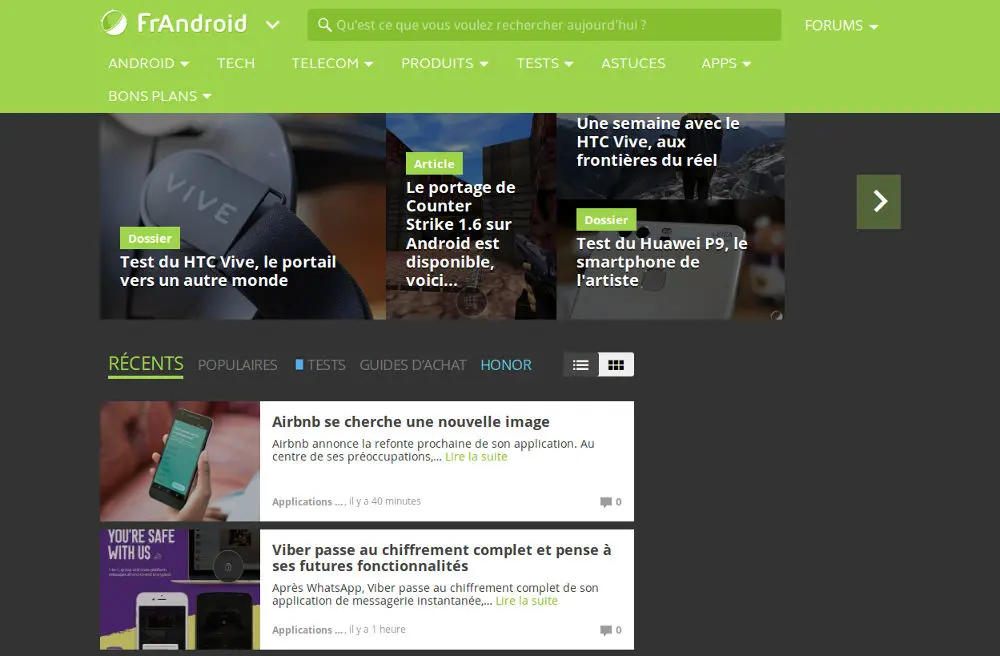 FrAndroid
Qu'est ce que vous voulez rechercher aujourd'hui ?
FORUMS
ANDROID TECH TELECOM PRODUITS TESTS ASTUCES APPS
BONS PLANS
VIVE
Dossier
Test du HTC Vive, le portail
vers un autre monde
Article
Le portage de
Counter
Strike 1.6 sur
Android est
disponible,
voici...
Une semaine avec le
HTC Vive, aux
frontières du réel
Dossier
Test du Huawei P9, le
smartphone de
l'artiste
RÉCENTS POPULAIRES TESTS GUIDES D'ACHAT HONOR
Airbnb se cherche une nouvelle image
Airbnb annonce la refonte prochaine de son application. Au
centre de ses préoccupations,... Lire la suite
Applications ... , il y a 40 minutes 0
YOU'RE SAFE
WITH US
Viber passe au chiffrement complet et pense à
ses futures fonctionnalités
Après WhatsApp, Viber passe au chiffrement complet de son
application de messagerie instantanée,... Lire la suite
Applications ... , il y a 1 heure 0